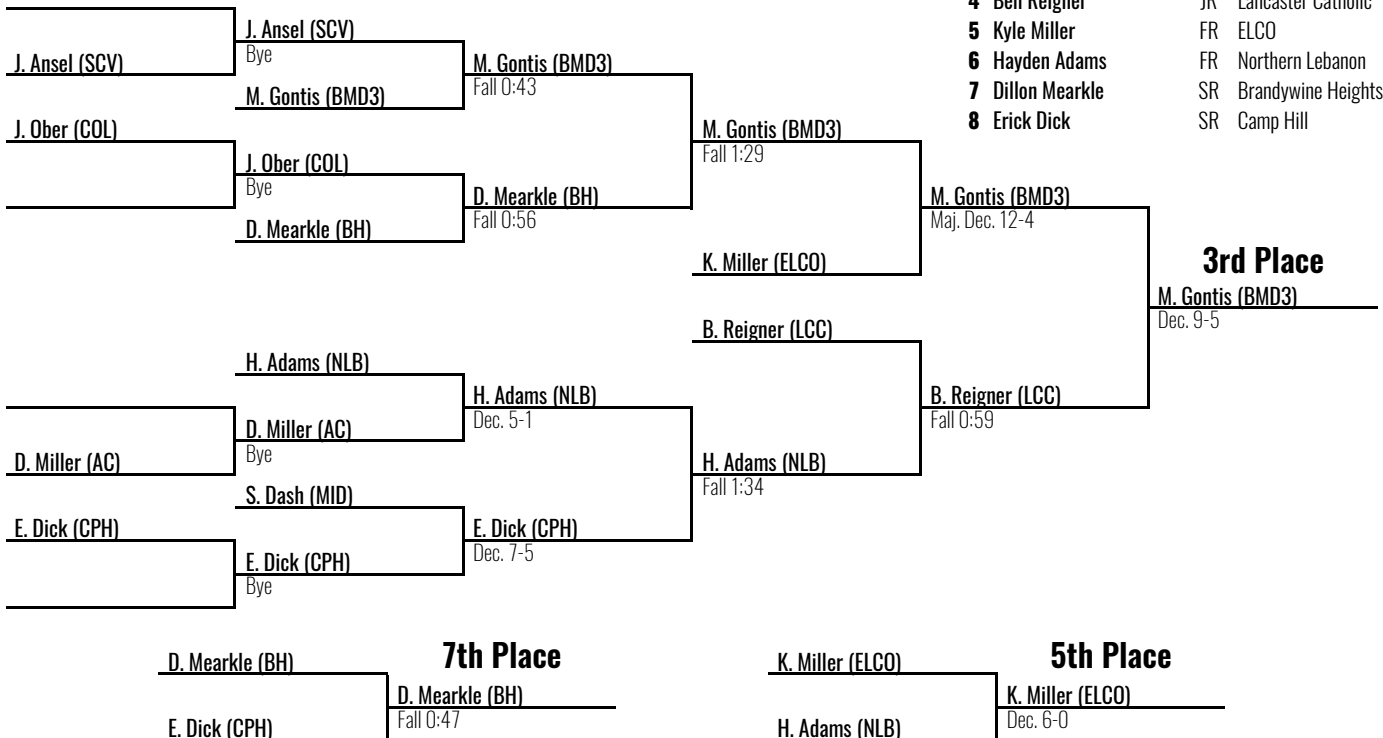 4 Ben Reigner JR Lancaster Catholic
5 Kyle Miller FR ELCO
6 Hayden Adams FR Northern Lebanon
7 Dillon Mearkle SR Brandywine Heights
8 Erick Dick SR Camp Hill
J. Ansel (SCV)
J. Ansel (SCV)
Bye
M. Gontis (BMD3)
M. Gontis (BMD3)
Fall 0:43
J. Ober (COL)
J. Ober (COL)
Bye
D. Mearkle (BH)
D. Mearkle (BH)
Fall 0:56
M. Gontis (BMD3)
Fall 1:29
K. Miller (ELCO)
M. Gontis (BMD3)
Maj. Dec. 12-4
3rd Place
M. Gontis (BMD3)
Dec. 9-5
B. Reigner (LCC)
B. Reigner (LCC)
Fall 0:59
H. Adams (NLB)
H. Adams (NLB)
Dec. 5-1
D. Miller (AC)
D. Miller (AC)
Bye
H. Adams (NLB)
Fall 1:34
S. Dash (MID)
E. Dick (CPH)
E. Dick (CPH)
Bye
E. Dick (CPH)
Dec. 7-5
7th Place
D. Mearkle (BH)
D. Mearkle (BH)
Fall 0:47
E. Dick (CPH)
5th Place
K. Miller (ELCO)
K. Miller (ELCO)
Dec. 6-0
H. Adams (NLB)